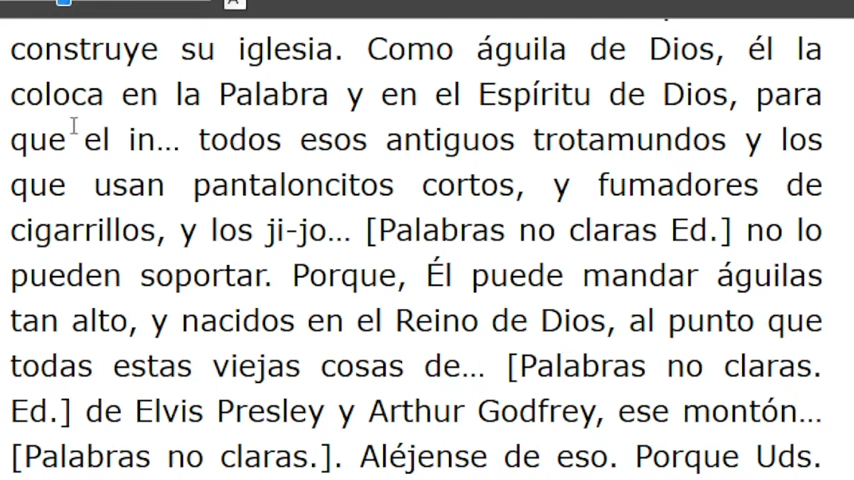 construye su iglesia. Como águila de Dios, él la
coloca en la Palabra y en el Espíritu de Dios, para
que el in... todos esos antiguos trotamundos y los
que usan pantaloncitos cortos, y fumadores de
cigarrillos, y los ji-jo... [Palabras no claras Ed.] no lo
pueden soportar. Porque, Él puede mandar águilas
tan alto, y nacidos en el Reino de Dios, al punto que
todas estas viejas cosas de... [Palabras no claras.
Ed.] de Elvis Presley y Arthur Godfrey, ese montón...
[Palabras no claras.]. Aléjense de eso. Porque Uds.